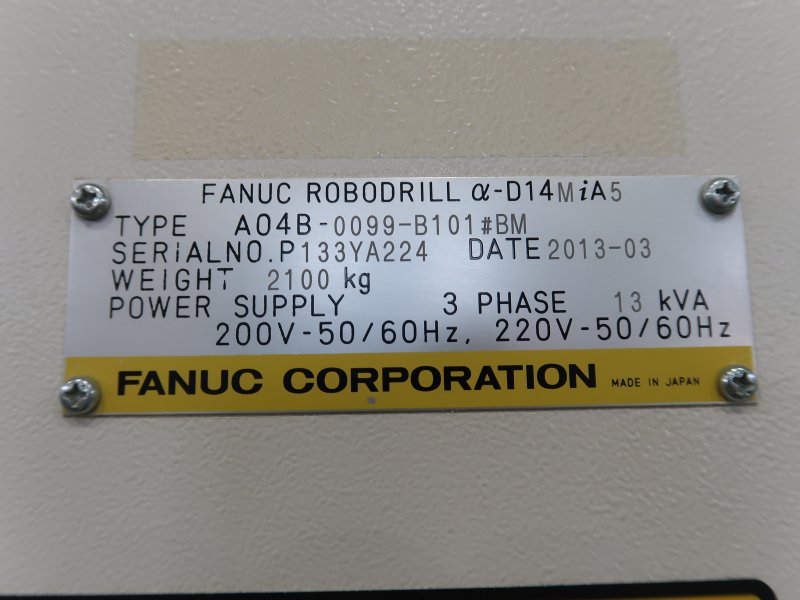 FANUC ROBODRILL α-D14MiA5
TYPE A04B-0099-B101#BM
SERIALNO.P133YA224 DATE 2013-03
WEIGHT 2100 kg
POWER SUPPLY 3 PHASE 13 kVA
200V-50/60Hz, 220V-50/60Hz
FANUC CORPORATION MADE IN JAPAN